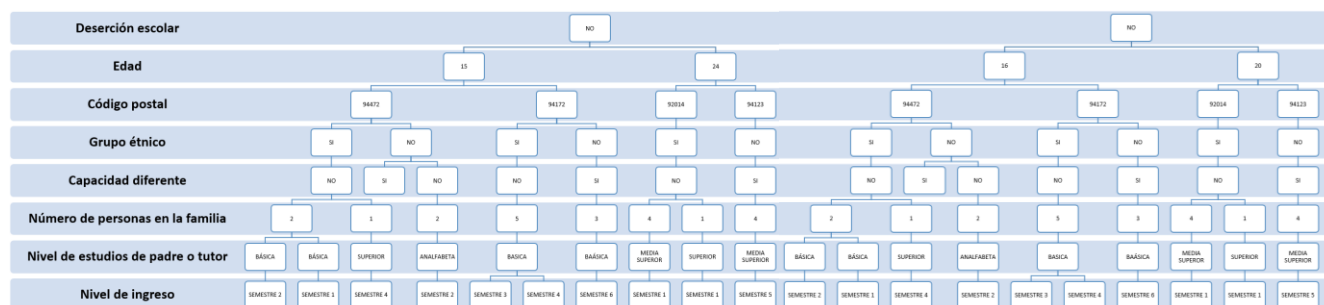 Deserción escolar NO NO
Edad 15 24 16 20
Código postal 94472 94172 92014 94123 94472 94172 92014 94123
Grupo étnico SI NO SI NO SI NO SI NO SI NO SI NO
Capacidad diferente NO SI NO NO SI NO SI NO SI NO NO SI NO SI
Número de personas en la familia 2 1 2 5 3 4 1 4 2 1 2 5 3 4 1 4
Nivel de estudios de padre o tutor BÁSICA BÁSICA SUPERIOR ANALFABETA BASICA BAÁSICA MEDIA SUPEROR SUPERIOR MEDIA SUPERIOR BÁSICA BÁSICA SUPERIOR ANALFABETA BASICA BAÁSICA MEDIA SUPEROR SUPERIOR MEDIA SUPERIOR
Nivel de ingreso SEMESTRE 2 SEMESTRE 1 SEMESTRE 4 SEMESTRE 2 SEMESTRE 3 SEMESTRE 4 SEMESTRE 6 SEMESTRE 1 SEMESTRE 1 SEMESTRE 5 SEMESTRE 2 SEMESTRE 1 SEMESTRE 4 SEMESTRE 2 SEMESTRE 3 SEMESTRE 4 SEMESTRE 6 SEMESTRE 1 SEMESTRE 1 SEMESTRE 5